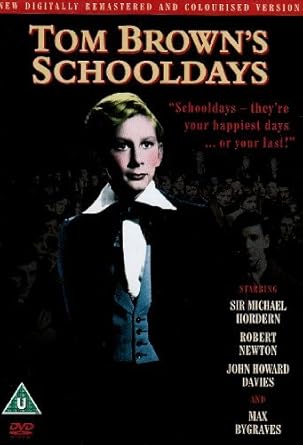 NEW DIGITALLY REMASTERED AND COLOURISED VERSION
TOM BROWN'S
SCHOOLDAYS
"Schooldays – they're
your happiest days
... or your last!"
STARRING
SIR MICHAEL
HORDERN
ROBERT
NEWTON
JOHN HOWARD
DAVIES
AND
MAX
BYGRAVES
U
DVD